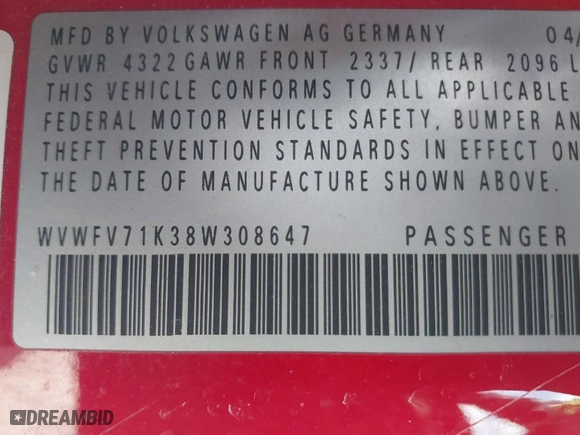 MFD BY VOLKSWAGEN AG GERMANY 04/
GVWR 4322 GAWR FRONT 2337/ REAR 2096 L
THIS VEHICLE CONFORMS TO ALL APPLICABLE
FEDERAL MOTOR VEHICLE SAFETY, BUMPER AN
THEFT PREVENTION STANDARDS IN EFFECT ON
THE DATE OF MANUFACTURE SHOWN ABOVE.
WVWFV71K38W308647 PASSENGER
DREAMBID